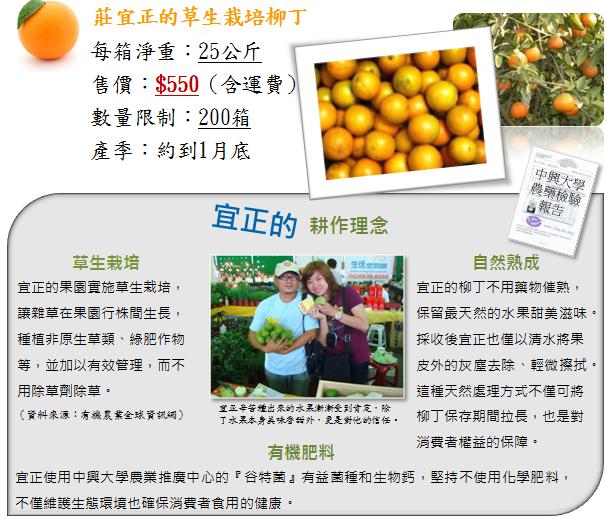 莊宜正的草生栽培柳丁
每箱淨重：25公斤
售價：$550（含運費）
數量限制：200箱
產季：約到1月底
中興大學
農藥檢驗
報告
宜正的 耕作理念
草生栽培
宜正的果園實施草生栽培，
讓雜草在果園行株間生長，
種植非原生草類、綠肥作物
等，並加以有效管理，而不
用除草劑除草。
（資料來源：有機農業全球資訊網）
宜正辛苦種出來的水果漸漸受到肯定，除
了水果本身美味香甜外，更是對他的信任。
自然熟成
宜正的柳丁不用藥物催熟，
保留最天然的水果甜美滋味。
採收後宜正也僅以清水將果
皮外的灰塵去除、輕微擦拭。
這種天然處理方式不僅可將
柳丁保存期間拉長，也是對
消費者權益的保障。
有機肥料
宜正使用中興大學農業推廣中心的『谷特菌』有益菌種和生物鈣，堅持不使用化學肥料，
不僅維護生態環境也確保消費者食用的健康。